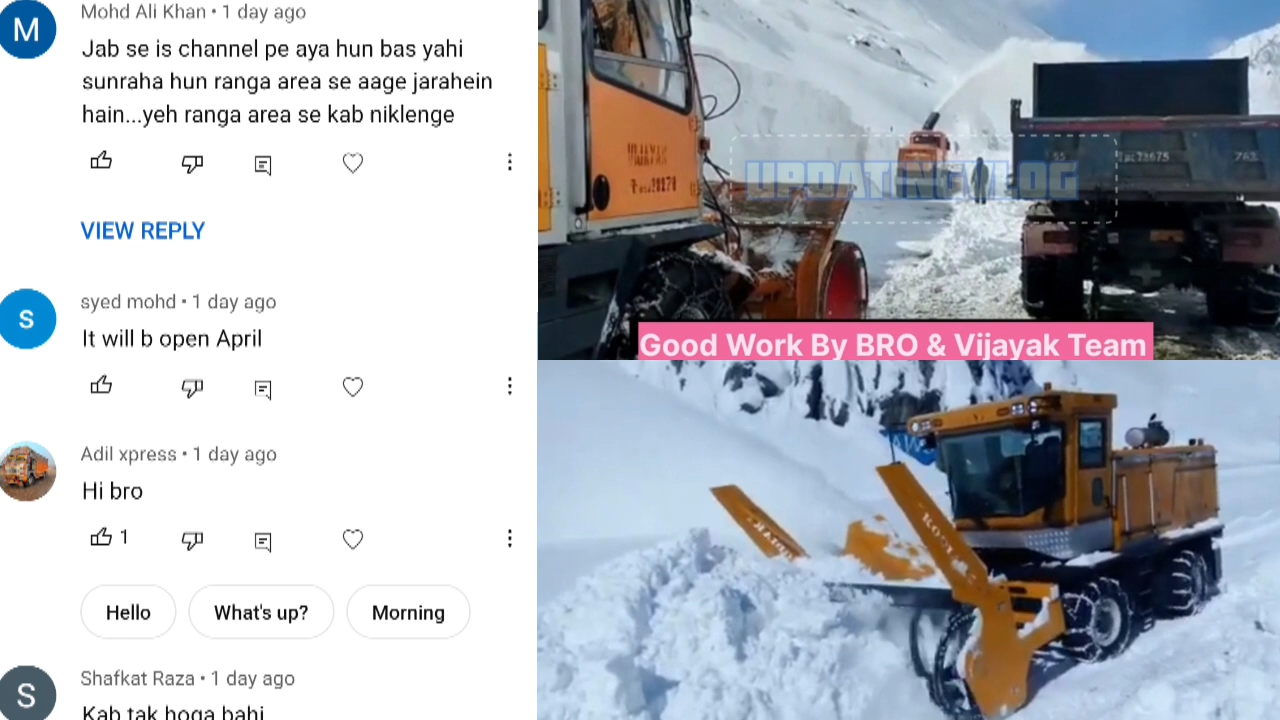 M
Mohd Ali Khan • 1 day ago
Jab se is channel pe aya hun bas yahi
sunraha hun ranga area se aage jarahein
hain...yeh ranga area se kab niklenge
VIEW REPLY
s
syed mohd • 1 day ago
It will b open April
Adil xpress • 1 day ago
Hi bro
1
Hello
What's up?
Morning
S
Shafkat Raza • 1 day ago
Kab tak hoga bahi
VIJAYAK
UPDATINGVLOG
Good Work By BRO & Vijayak Team